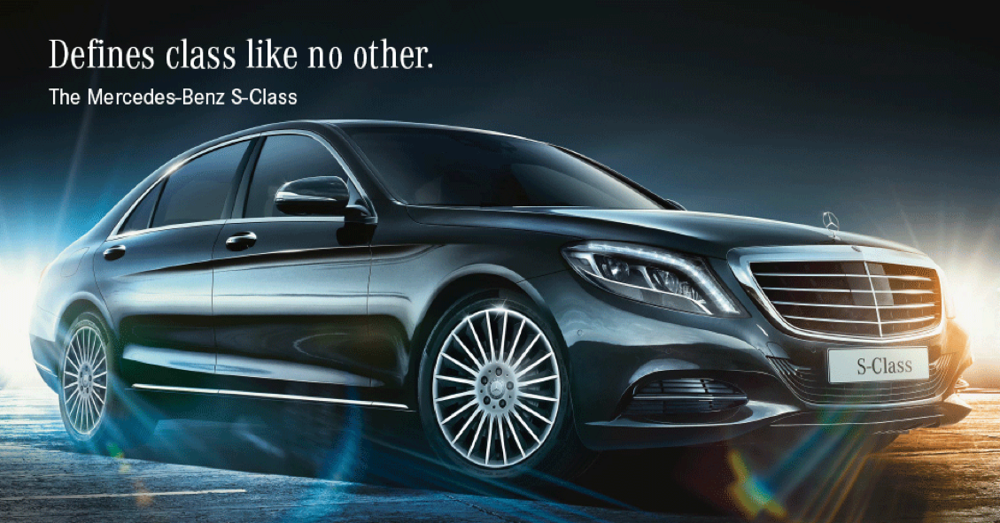 Defines class like no other.
The Mercedes-Benz S-Class
S-Class